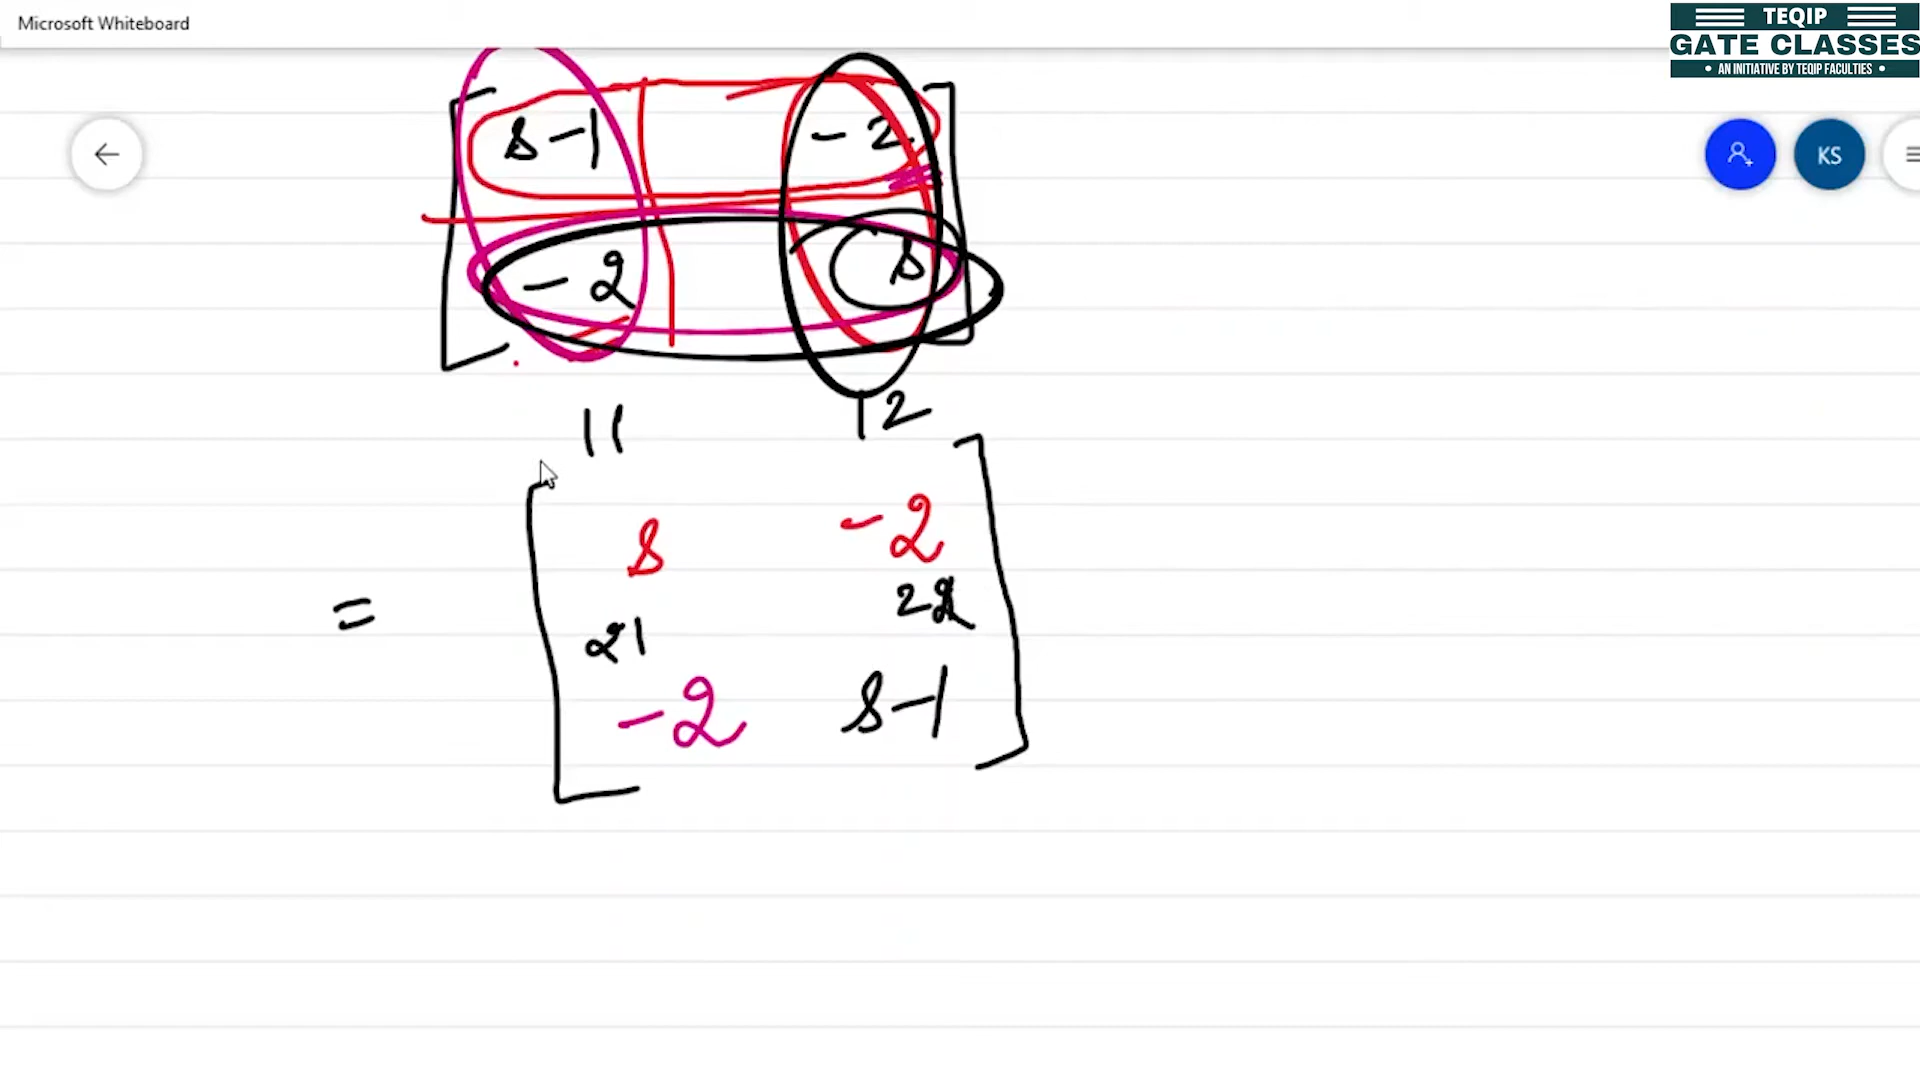 Microsoft Whiteboard
TEQIP
GATE CLASSES
• AN INITIATIVE BY TEQIP FACULTIES •
KS
s-1 -2
-2 s
11 12
s -2
21 22
=
-2 s-1